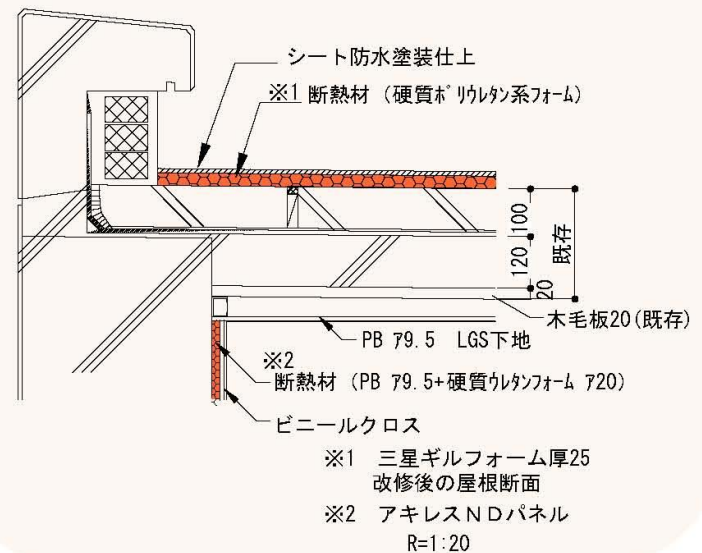 シート防水塗装仕上
※1 断熱材 (硬質ﾎﾟﾘｳﾚﾀﾝ系ﾌｫｰﾑ)
100
120
20
既存
木毛板20(既存)
PB ｱ9.5 LGS下地
※2
断熱材 (PB ｱ9.5+硬質ｳﾚﾀﾝﾌｫｰﾑ ｱ20)
ビニールクロス
※1 三星ギルフォーム厚25
改修後の屋根断面
※2 アキレスNDパネル
R=1:20